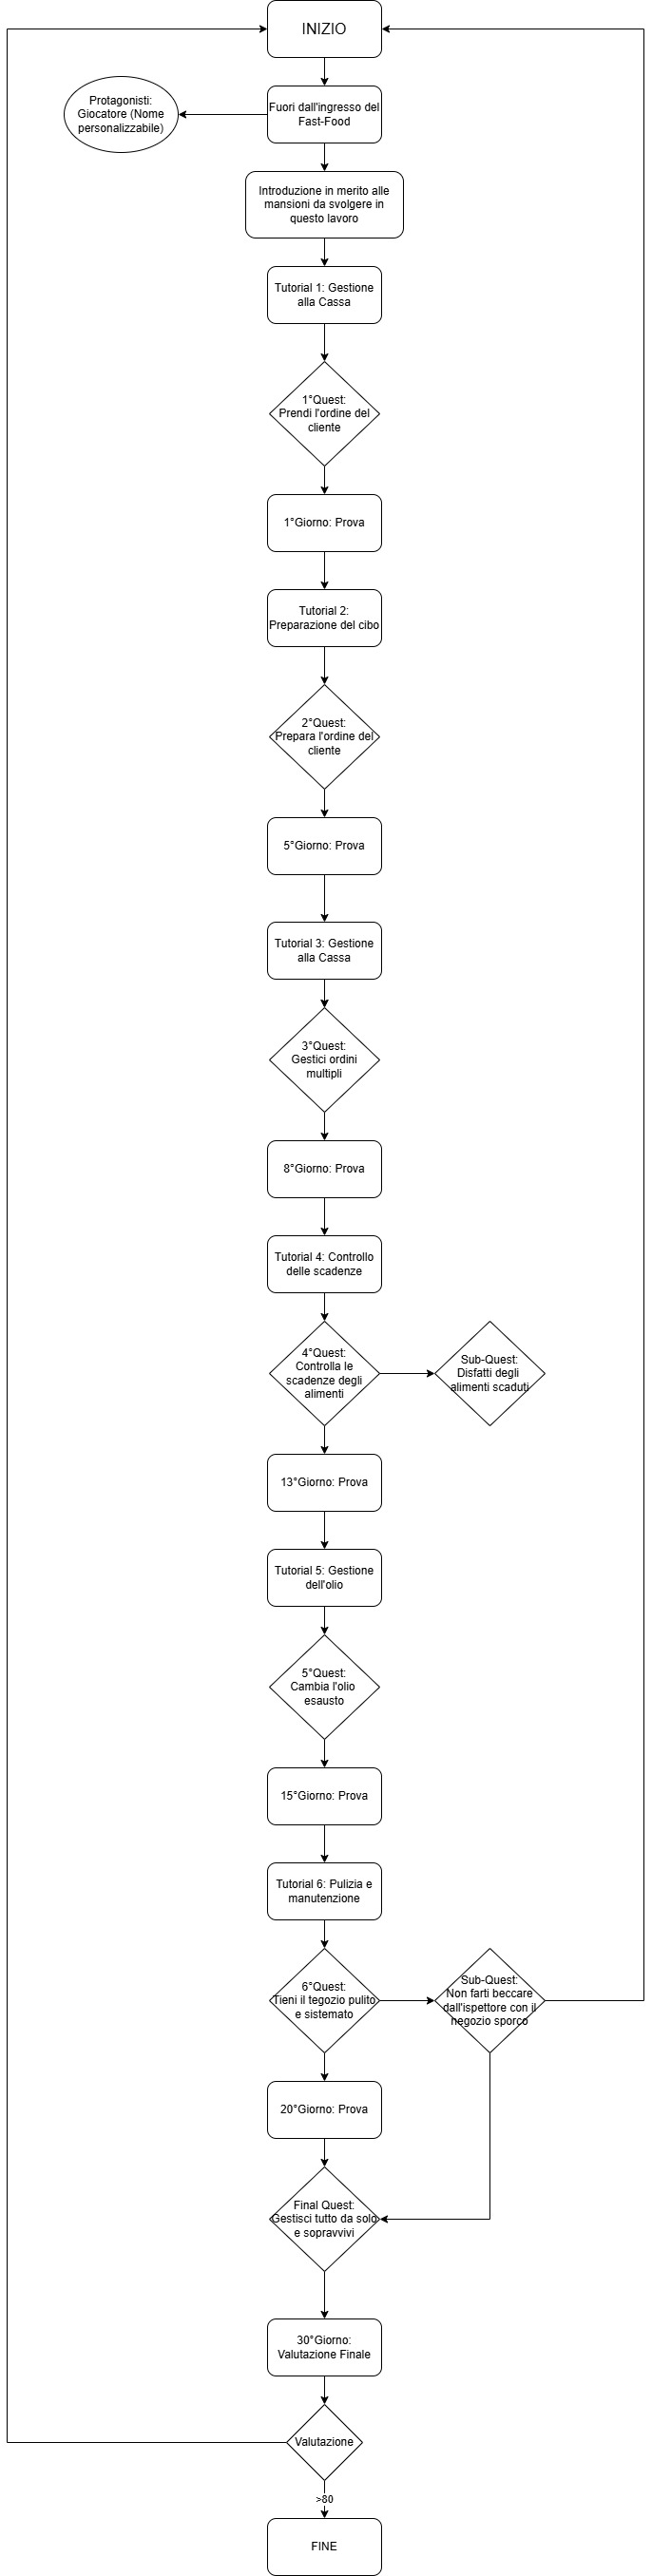 INIZIO
Protagonisti:
Giocatore (Nome
personalizzabile)
Fuori dall'ingresso del
Fast-Food
Introduzione in merito alle
mansioni da svolgere in
questo lavoro
Tutorial 1: Gestione
alla Cassa
1°Quest:
Prendi l'ordine del
cliente
1°Giorno: Prova
Tutorial 2:
Preparazione del cibo
2°Quest:
Prepara l'ordine del
cliente
5°Giorno: Prova
Tutorial 3: Gestione
alla Cassa
3°Quest:
Gestici ordini
multipli
8°Giorno: Prova
Tutorial 4: Controllo
delle scadenze
4°Quest:
Controlla le
scadenze degli
alimenti
Sub-Quest:
Disfatti degli
alimenti scaduti
13°Giorno: Prova
Tutorial 5: Gestione
dell'olio
5°Quest:
Cambia l'olio
esausto
15°Giorno: Prova
Tutorial 6: Pulizia e
manutenzione
6°Quest:
Tieni il tegozio pulito
e sistemato
Sub-Quest:
Non farti beccare
dall'ispettore con il
negozio sporco
20°Giorno: Prova
Final Quest:
Gestisci tutto da solo
e sopravvivi
30°Giorno:
Valutazione Finale
Valutazione
>80
FINE